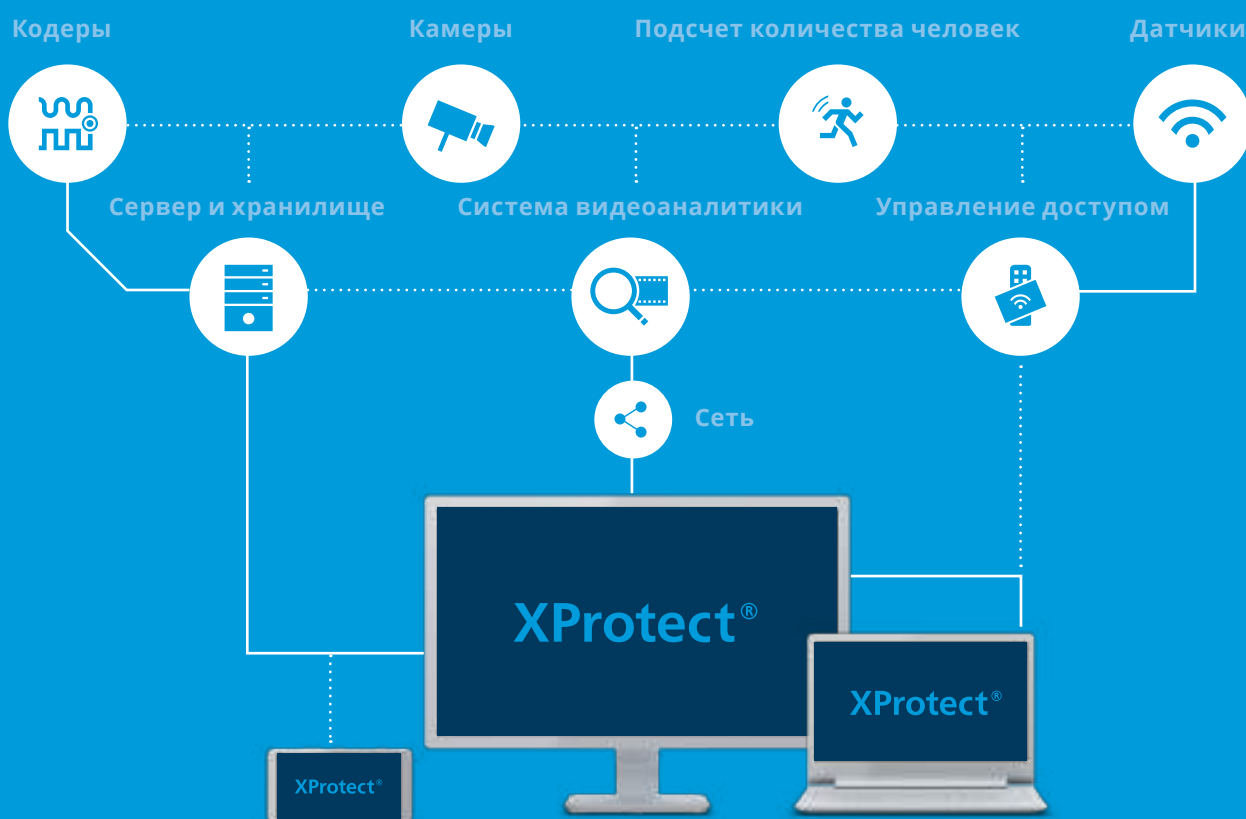 Кодеры
Камеры
Подсчет количества человек
Датчики
Сервер и хранилище
Система видеоаналитики
Управление доступом
Сеть
XProtect®
XProtect®
XProtect®